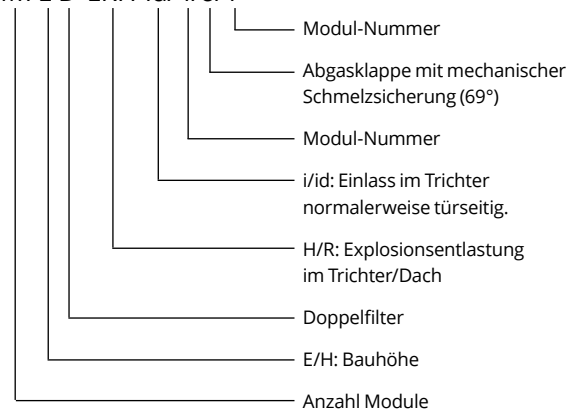 Modul-Nummer
Abgasklappe mit mechanischer
Schmelzsicherung (69°)
Modul-Nummer
i/id: Einlass im Trichter
normalerweise türseitig.
H/R: Explosionsentlastung
im Trichter/Dach
Doppelfilter
E/H: Bauhöhe
Anzahl Module